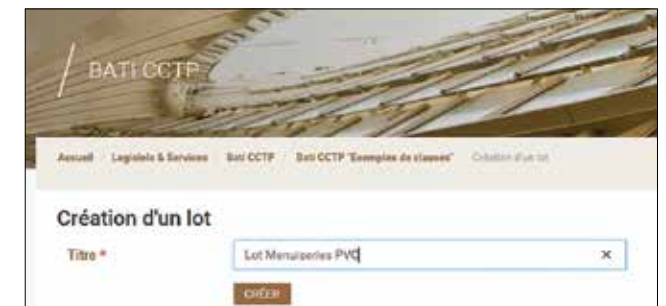 / BATI CCTP
Accueil / Logiciels & Services / Bati CCTP / Bati CCTP "Exemples de clauses" / Création d'un lot
Création d'un lot
Titre * Lot Menuiseries PVC ×
CRÉER